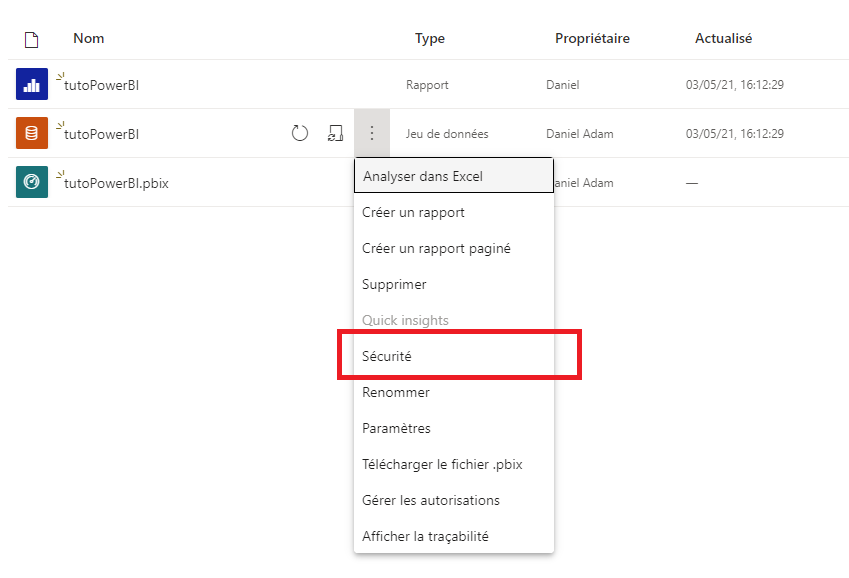 Nom Type Propriétaire Actualisé
tutoPowerBI Rapport Daniel 03/05/21, 16:12:29
tutoPowerBI Jeu de données Daniel Adam 03/05/21, 16:12:29
tutoPowerBI.pbix aniel Adam —
Analyser dans Excel
Créer un rapport
Créer un rapport paginé
Supprimer
Quick insights
Sécurité
Renommer
Paramètres
Télécharger le fichier .pbix
Gérer les autorisations
Afficher la traçabilité